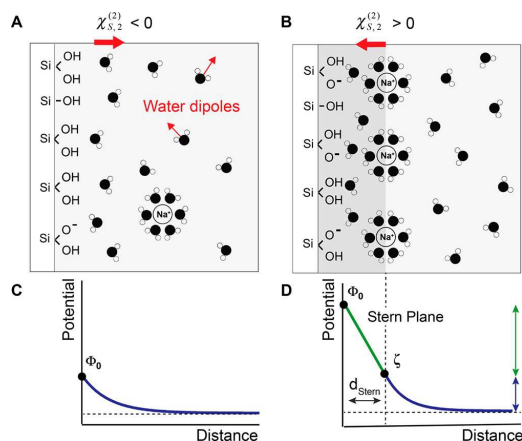 A
χ(2)S,2 < 0
B
χ(2)S,2 > 0
Si
OH
OH
Si-OH
Si
OH
OH
Si
OH
OH
Si
O-
OH
Water dipoles
Na+
Si
OH
O-
Si-OH
Si
OH
O-
Si
OH
OH
Si
O-
OH
Na+
Na+
Na+
C
Potential
Φ0
Distance
D
Potential
Φ0
Stern Plane
ζ
dStern
Distance